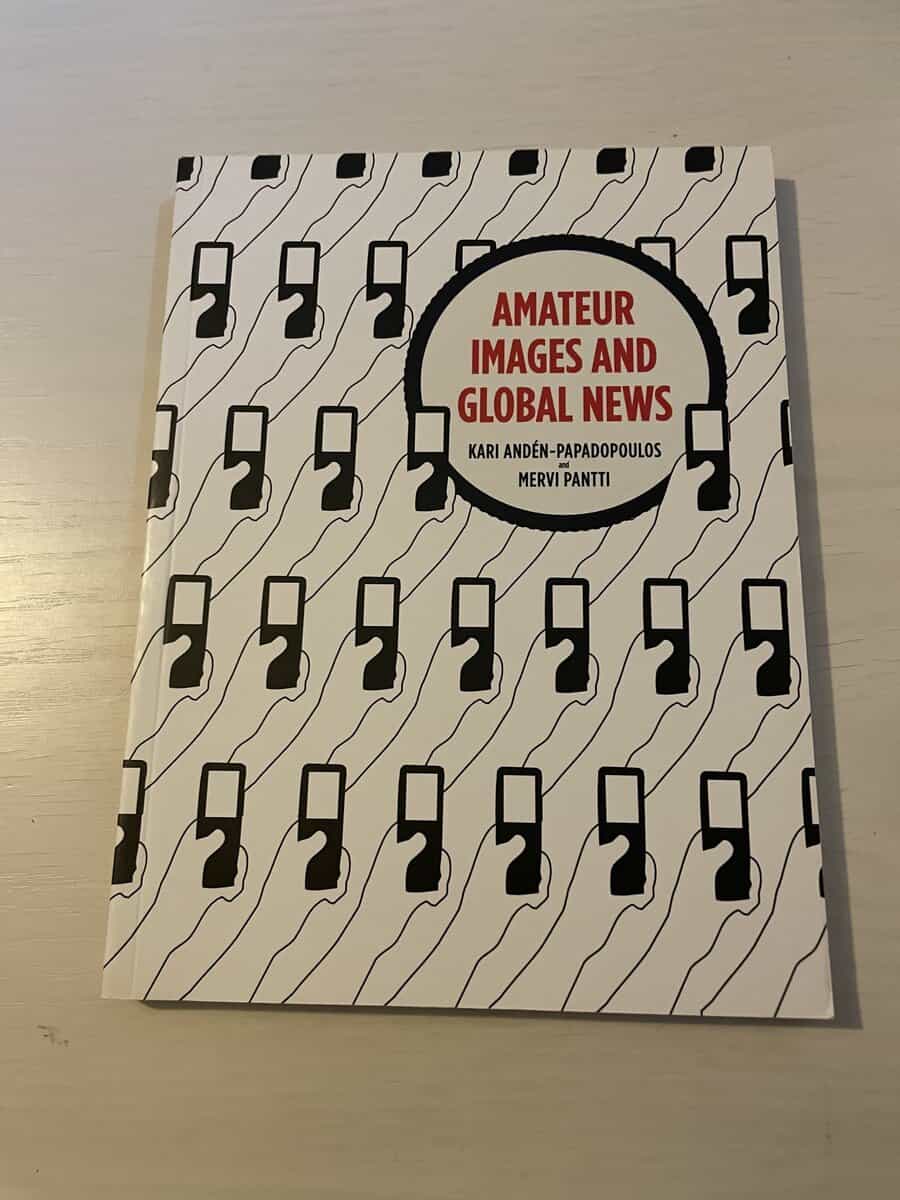 AMATEUR
IMAGES AND
GLOBAL NEWS
KARI ANDÉN-PAPADOPOULOS
and
MERVI PANTTI